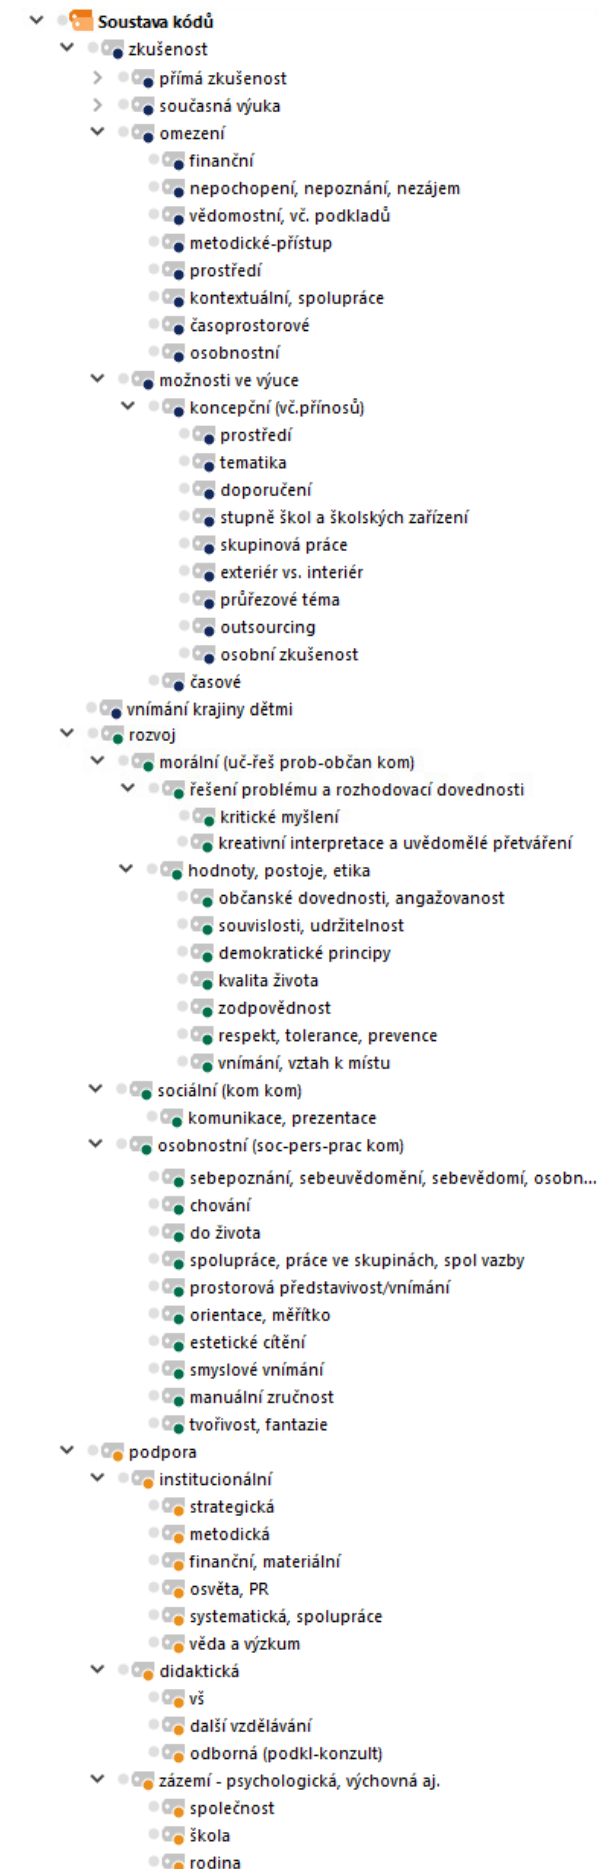 Soustava kódů
zkušenost
přímá zkušenost
současná výuka
omezení
finanční
nepochopení, nepoznání, nezájem
vědomostní, vč. podkladů
metodické-přístup
prostředí
kontextuální, spolupráce
časoprostorové
osobnostní
možnosti ve výuce
koncepční (vč.přínosů)
prostředí
tematika
doporučení
stupně škol a školských zařízení
skupinová práce
exteriér vs. interiér
průřezové téma
outsourcing
osobní zkušenost
časové
vnímání krajiny dětmi
rozvoj
morální (uč-řeš prob-občan kom)
řešení problému a rozhodovací dovednosti
kritické myšlení
kreativní interpretace a uvědomělé přetváření
hodnoty, postoje, etika
občanské dovednosti, angažovanost
souvislosti, udržitelnost
demokratické principy
kvalita života
zodpovědnost
respekt, tolerance, prevence
vnímání, vztah k místu
sociální (kom kom)
komunikace, prezentace
osobnostní (soc-pers-prac kom)
sebepoznání, sebeuvědomění, sebevědomí, osobn...
chování
do života
spolupráce, práce ve skupinách, spol vazby
prostorová představivost/vnímání
orientace, měřítko
estetické cítění
smyslové vnímání
manuální zručnost
tvořivost, fantazie
podpora
institucionální
strategická
metodická
finanční, materiální
osvěta, PR
systematická, spolupráce
věda a výzkum
didaktická
vš
další vzdělávání
odborná (podkl-konzult)
zázemí - psychologická, výchovná aj.
společnost
škola
rodina